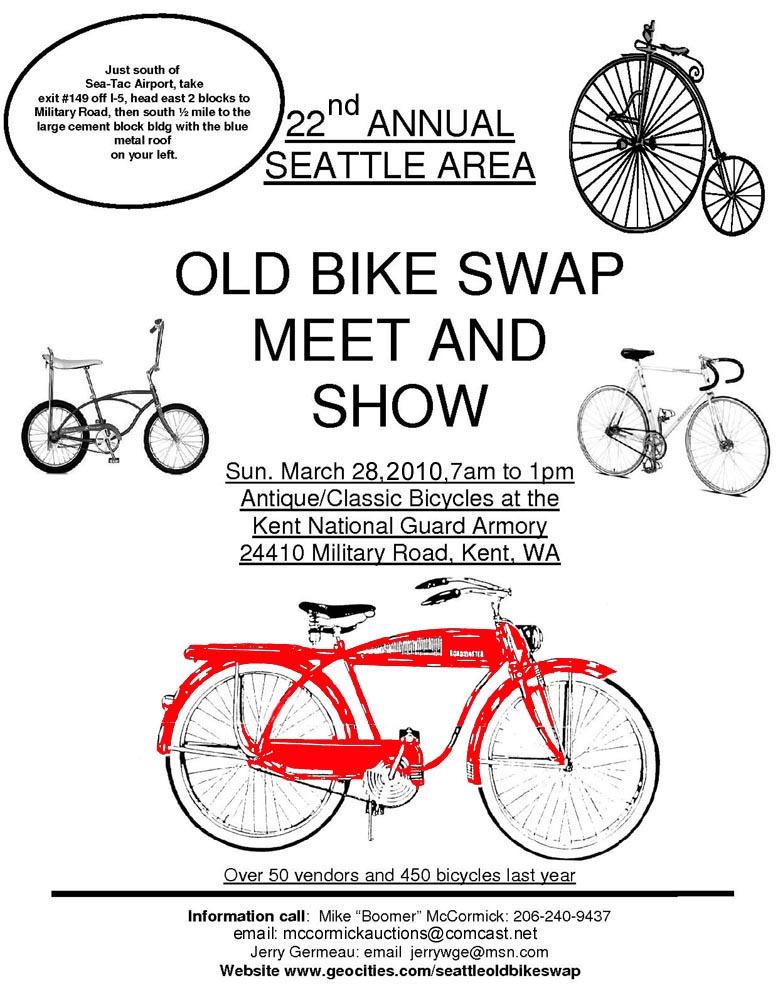 Just south of
Sea-Tac Airport, take
exit #149 off I-5, head east 2 blocks to
Military Road, then south ½ mile to the
large cement block bldg with the blue
metal roof
on your left.
22nd ANNUAL
SEATTLE AREA
OLD BIKE SWAP
MEET AND
SHOW
Sun. March 28,2010,7am to 1pm
Antique/Classic Bicycles at the
Kent National Guard Armory
24410 Military Road, Kent, WA
ROADMASTER
Over 50 vendors and 450 bicycles last year
Information call: Mike “Boomer” McCormick: 206-240-9437
email: mccormickauctions@comcast.net
Jerry Germeau: email jerrywge@msn.com
Website www.geocities.com/seattleoldbikeswap